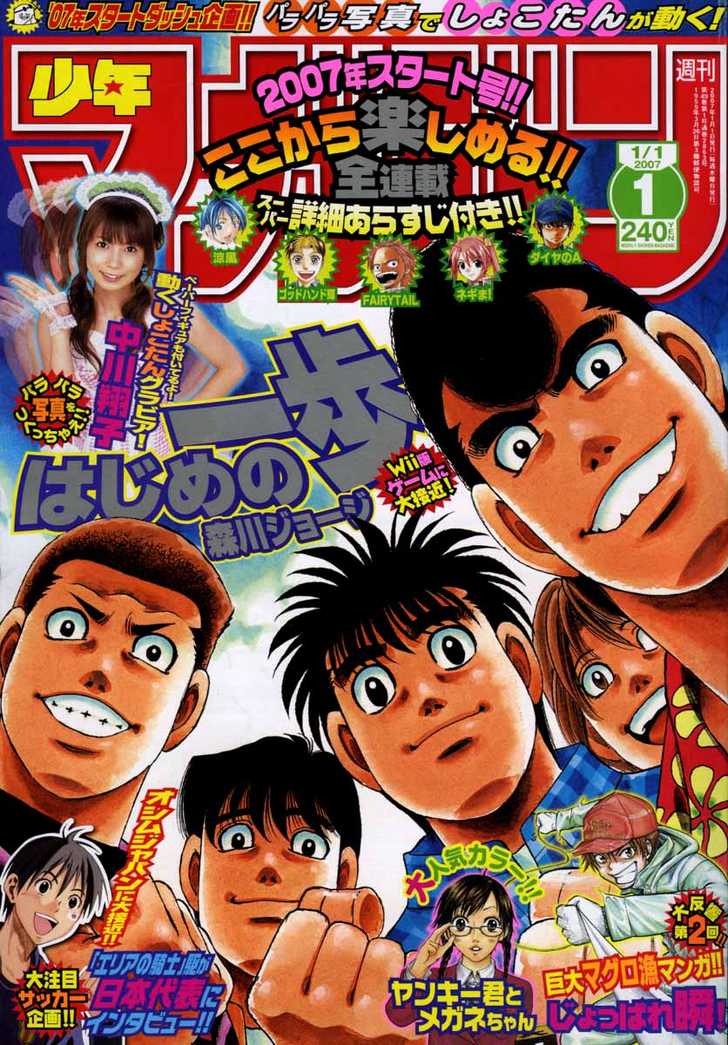 '07年スタートダッシュ企画!!
パラパラ写真でしょこたんが動く!
週刊
少年
マガジン
2007年スタート号!!
ここから楽しめる!!
全連載
スーパー詳細あらすじ付き!!
1/1
2007
1
240YEN
WEEKLY SHONEN MAGAZINE
涼風
ゴッドハンド輝
FAIRYTAIL
ネギま!
ダイヤのA
ペーパーフィギュアも付いてるよー
動くしょこたんグラビア!
中川翔子
パラパラ
写真を
つくっちゃえ!
はじめの一歩
森川ジョージ
Wii版
ゲームに
大接近!
オシムジャパンに大接近!!
大注目
サッカー
企画!!
「エリアの騎士」駆が
日本代表に
インタビュー!!
大人気カラー!!
ヤンキー君と
メガネちゃん
大反響
第2回
巨大マグロ漁マンガ!!
じょっぱれ瞬!